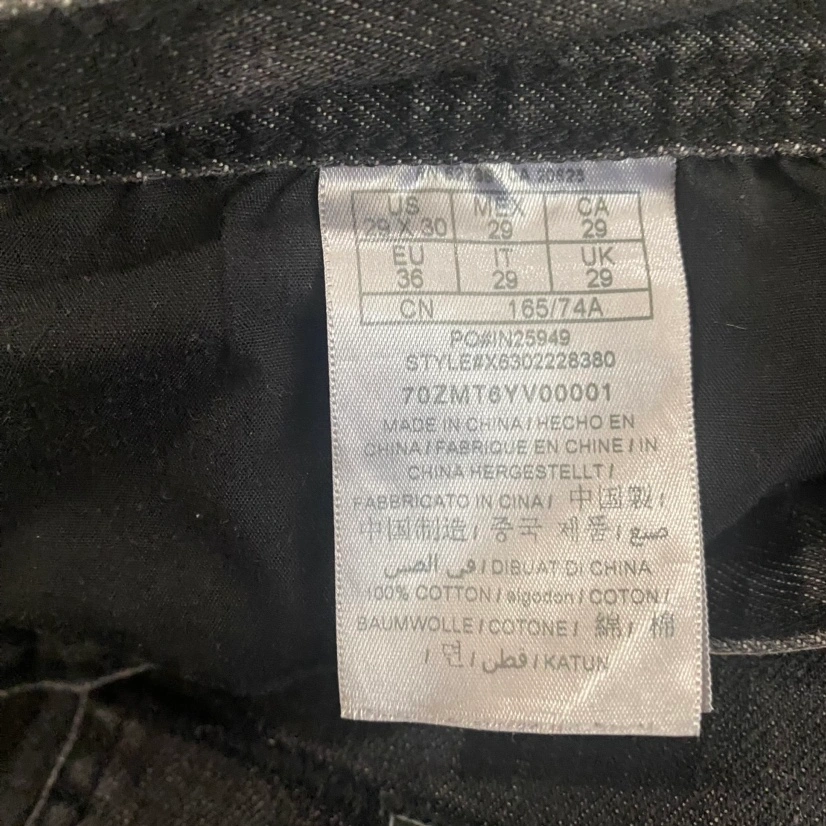 20825
US MEX CA
29 X 30 29 29
EU IT UK
36 29 29
CN 165/74A
PO#IN25949
STYLE#X6302228380
70ZMT6YV00001
MADE IN CHINA / HECHO EN
CHINA / FABRIQUE EN CHINE / IN
CHINA HERGESTELLT /
FABBRICATO IN CINA / 中国製 /
中国制造 / 중국 제품 / صنع
في الصين / DIBUAT DI CHINA
100% COTTON / algodon / COTON /
BAUMWOLLE / COTONE / 綿 / 棉
/ 면 / قطن / KATUN